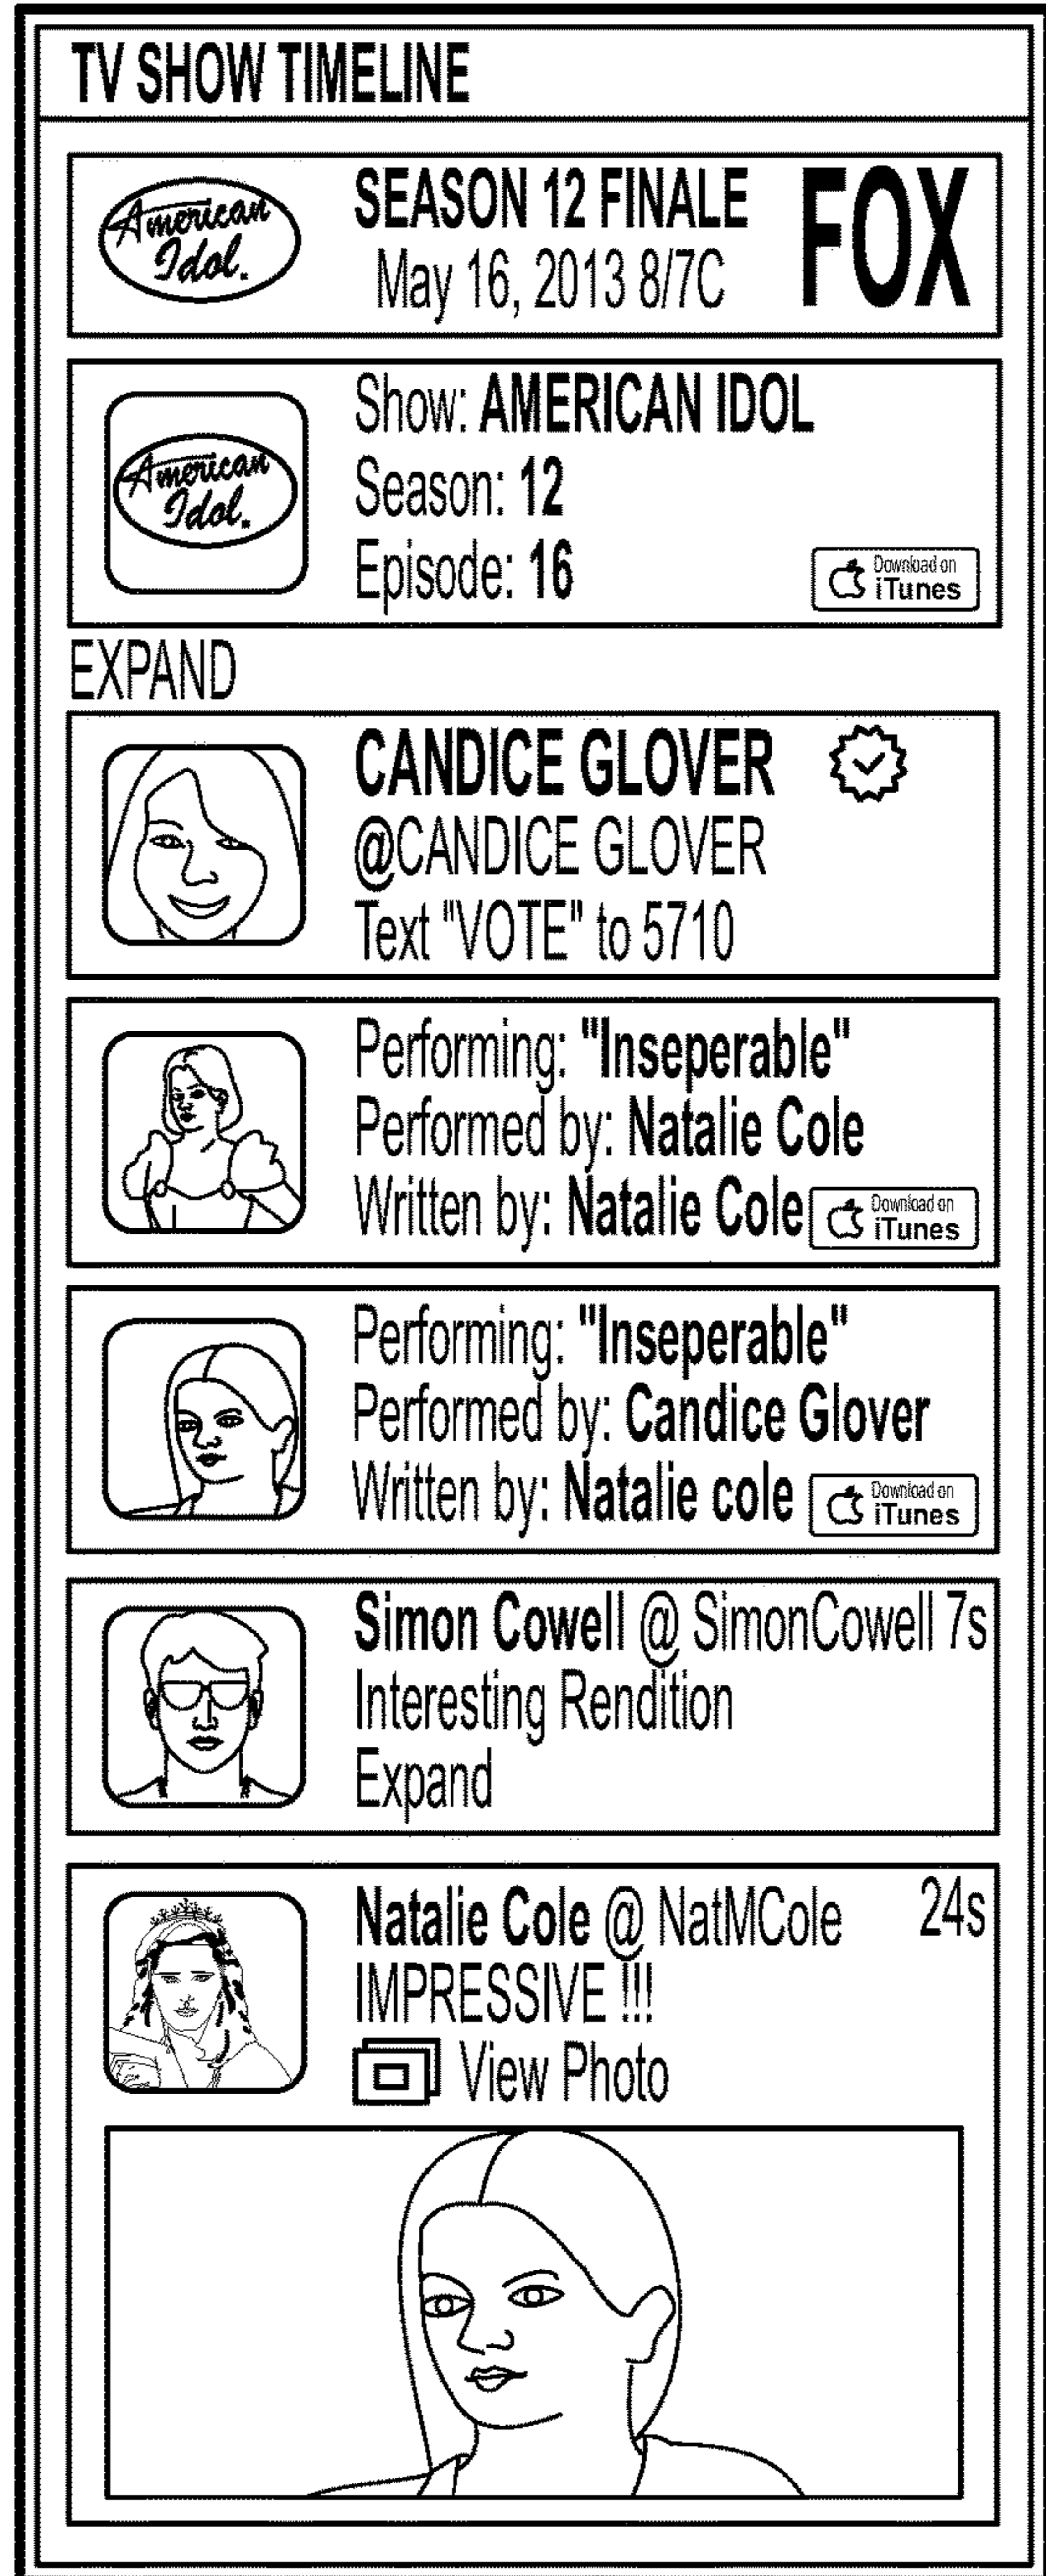 TV SHOW TIMELINE
American
Idol.
SEASON 12 FINALE
May 16, 2013 8/7C
FOX
American
Idol.
Show: AMERICAN IDOL
Season: 12
Episode: 16
Download on
iTunes
EXPAND
CANDICE GLOVER
@CANDICE GLOVER
Text "VOTE" to 5710
Performing: "Inseperable"
Performed by: Natalie Cole
Written by: Natalie Cole
Download on
iTunes
Performing: "Inseperable"
Performed by: Candice Glover
Written by: Natalie cole
Download on
iTunes
Simon Cowell @ SimonCowell 7s
Interesting Rendition
Expand
Natalie Cole @ NatMCole 24s
IMPRESSIVE !!!
View Photo